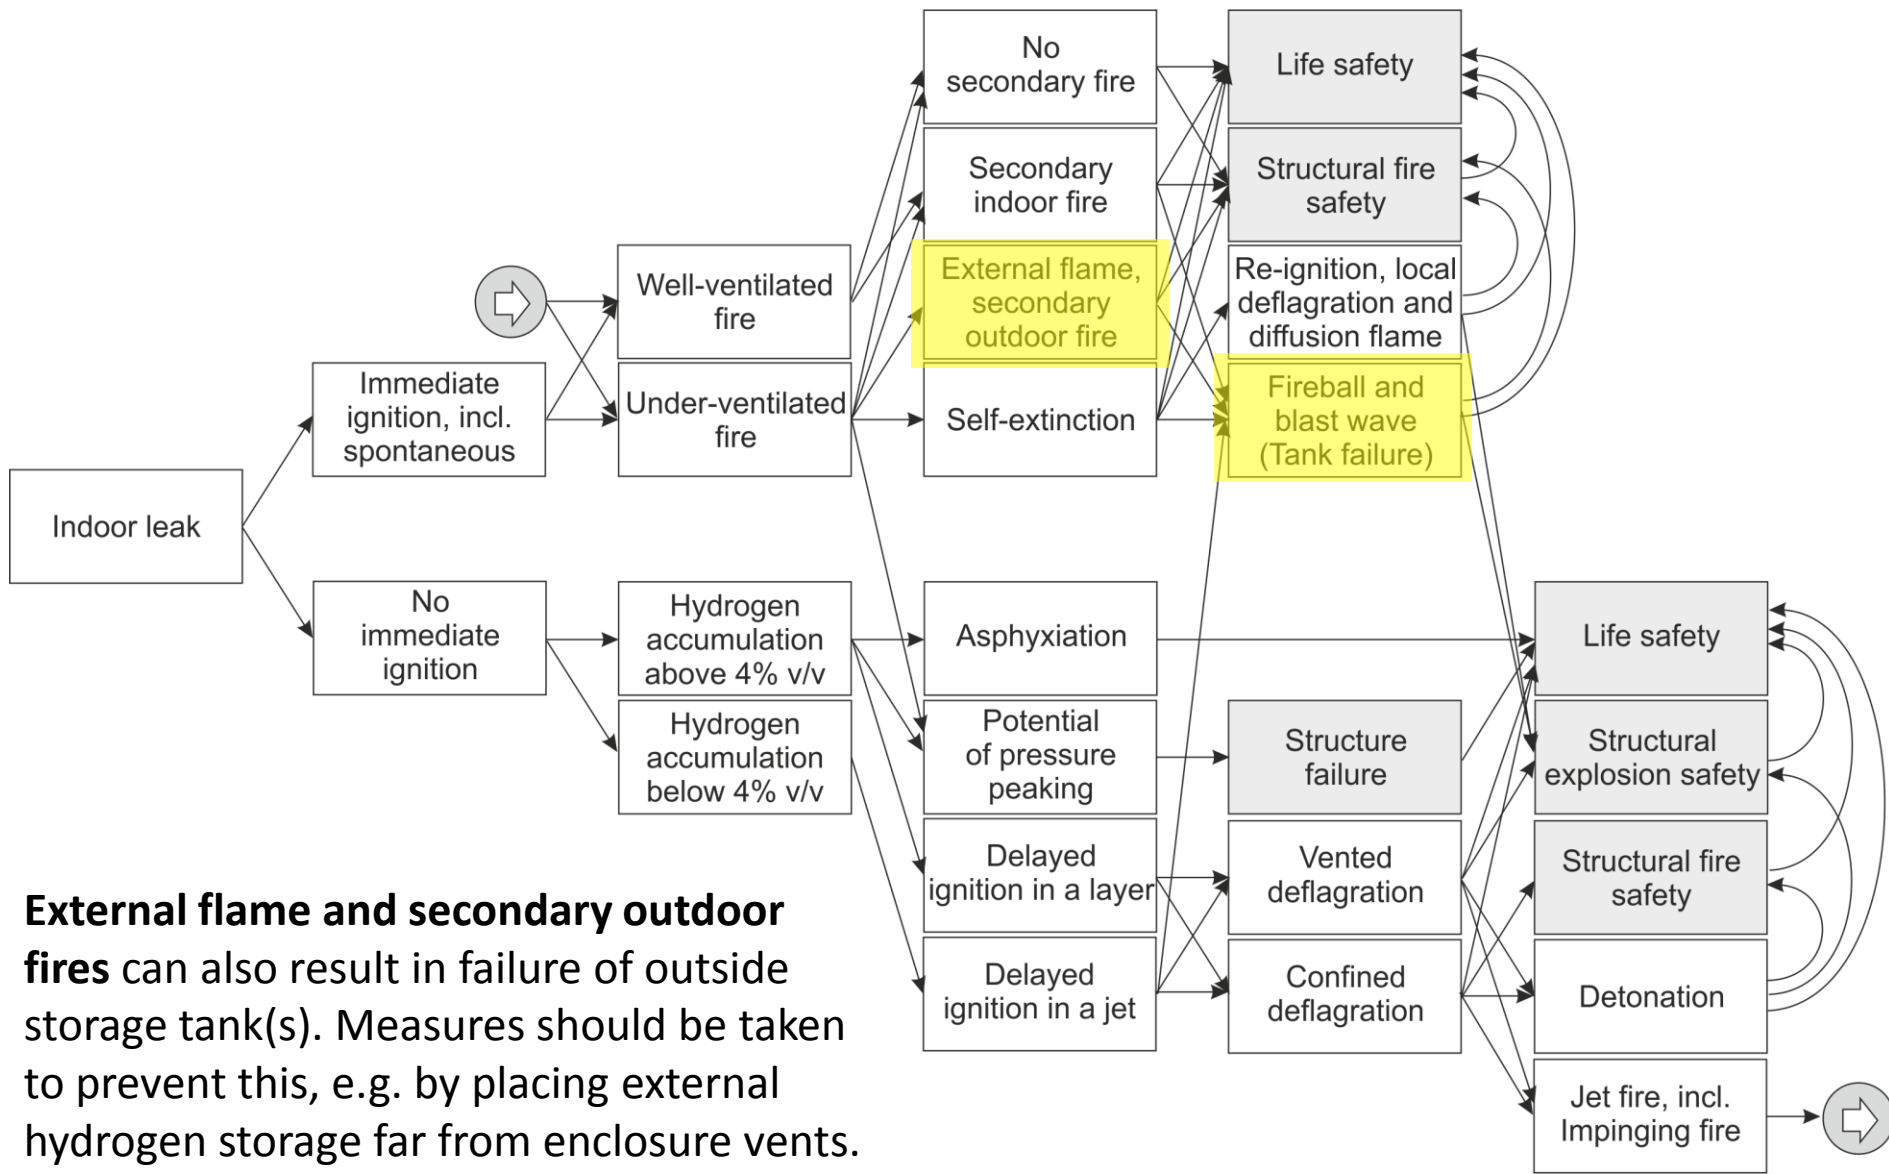 No
secondary fire
Life safety
Secondary
indoor fire
Structural fire
safety
Well-ventilated
fire
External flame,
secondary
outdoor fire
Re-ignition, local
deflagration and
diffusion flame
Immediate
ignition, incl.
spontaneous
Under-ventilated
fire
Self-extinction
Fireball and
blast wave
(Tank failure)
Indoor leak
No
immediate
ignition
Hydrogen
accumulation
above 4% v/v
Asphyxiation
Life safety
Hydrogen
accumulation
below 4% v/v
Potential
of pressure
peaking
Structure
failure
Structural
explosion safety
Delayed
ignition in a layer
Vented
deflagration
Structural fire
safety
Delayed
ignition in a jet
Confined
deflagration
Detonation
Jet fire, incl.
Impinging fire
External flame and secondary outdoor
fires can also result in failure of outside
storage tank(s). Measures should be taken
to prevent this, e.g. by placing external
hydrogen storage far from enclosure vents.